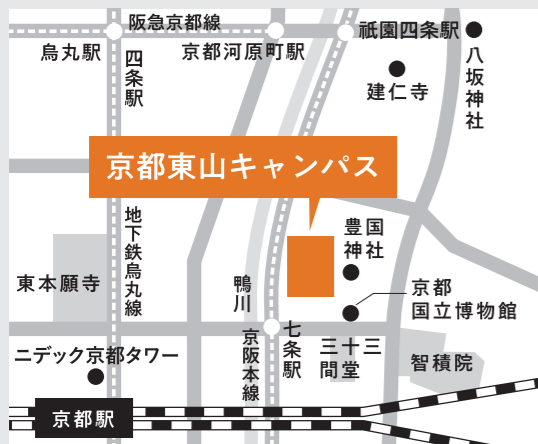 阪急京都線
烏丸駅
京都河原町駅
祇園四条駅
四条駅
建仁寺
八坂神社
京都東山キャンパス
地下鉄烏丸線
豊国
神社
東本願寺
鴨川
京都
国立博物館
七条駅
京阪本線
三十三
間堂
智積院
ニデック京都タワー
京都駅